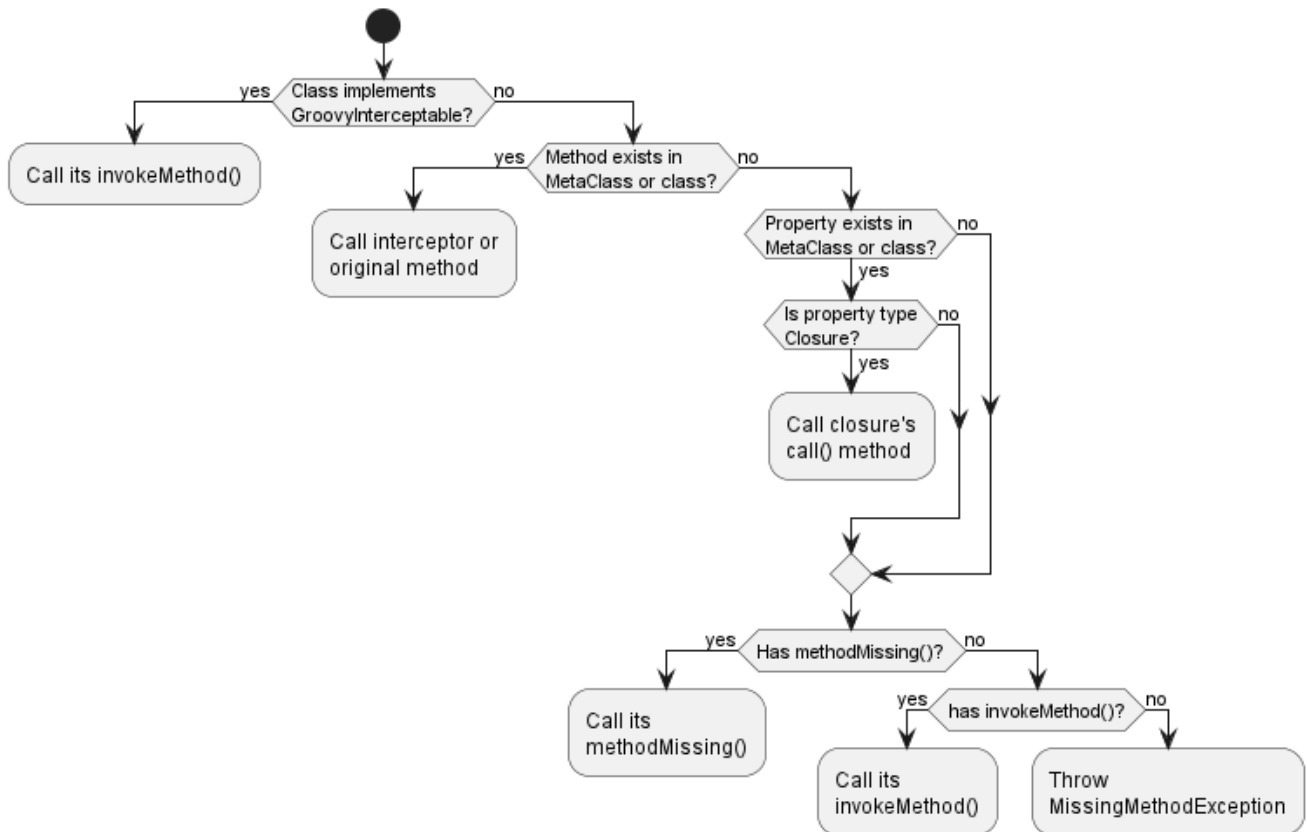 yes
Class implements
GroovyInterceptable?
no
Call its invokeMethod()
yes
Method exists in
MetaClass or class?
no
Call interceptor or
original method
Property exists in
MetaClass or class?
no
yes
Is property type
Closure?
no
yes
Call closure's
call() method
yes
Has methodMissing()?
no
Call its
methodMissing()
yes
has invokeMethod()?
no
Call its
invokeMethod()
Throw
MissingMethodException